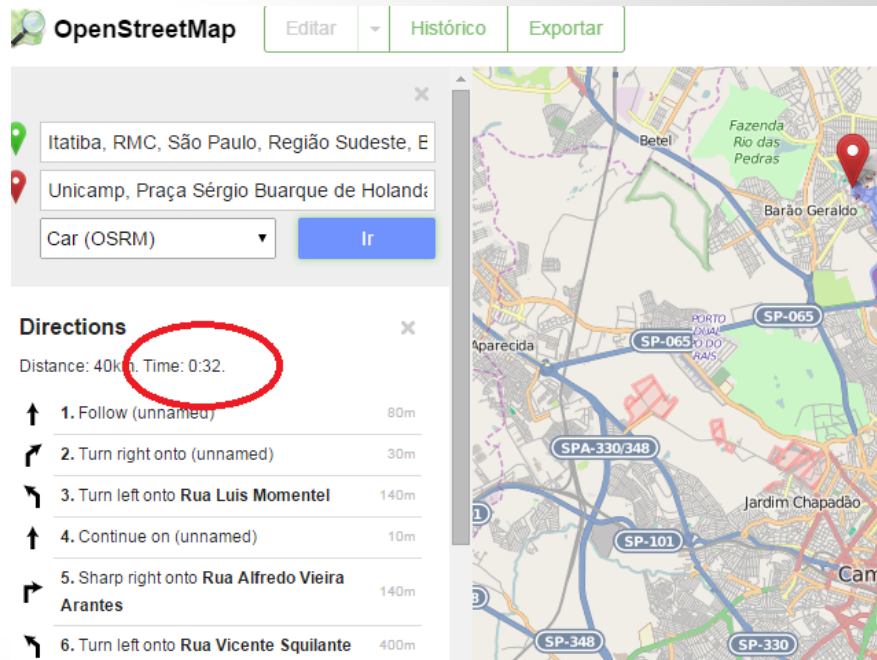 OpenStreetMap
Editar
Histórico
Exportar
Itatiba, RMC, São Paulo, Região Sudeste, B
Unicamp, Praça Sérgio Buarque de Holanda
Car (OSRM)
Ir
Directions
Distance: 40km. Time: 0:32.
1. Follow (unnamed) 80m
2. Turn right onto (unnamed) 30m
3. Turn left onto Rua Luis Momentel 140m
4. Continue on (unnamed) 10m
5. Sharp right onto Rua Alfredo Vieira
Arantes 140m
6. Turn left onto Rua Vicente Squilante 400m
Betel
Fazenda
Rio das
Pedras
Barão Geraldo
SP-065
PORTO
SP-065
Aparecida
SPA-330/348
Jardim Chapadão
SP-101
Cam
SP-348
SP-330